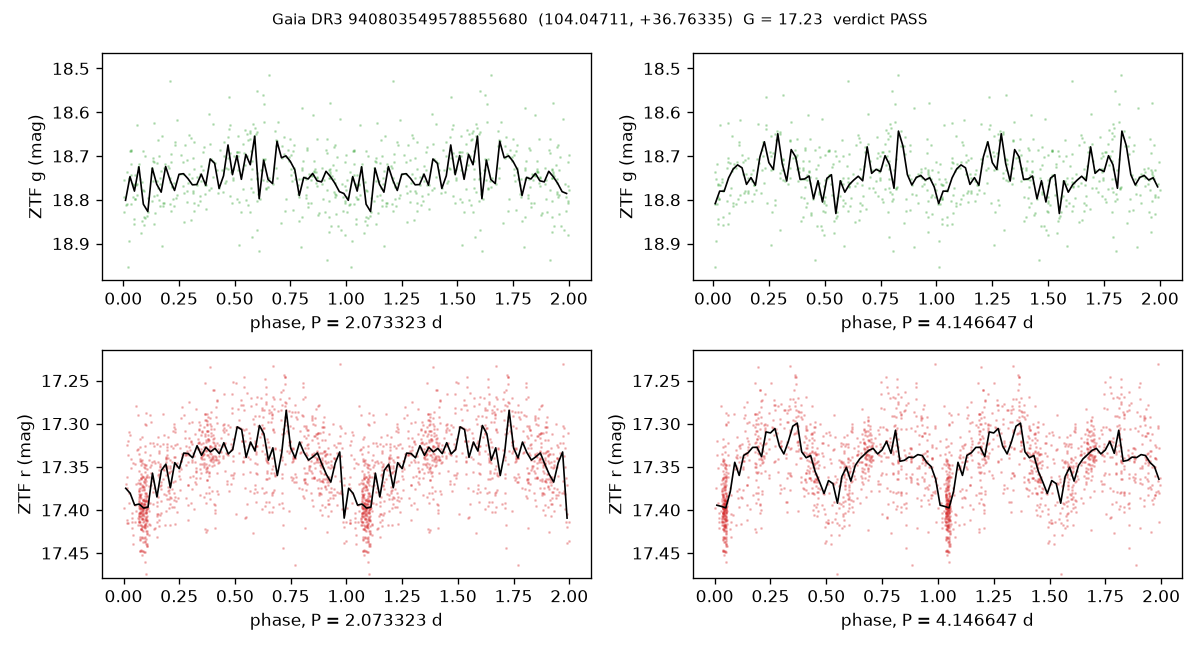 Gaia DR3 940803549578855680 (104.04711, +36.76335) G = 17.23 verdict PASS
ZTF g (mag)
18.5
18.6
18.7
18.8
18.9
0.00 0.25 0.50 0.75 1.00 1.25 1.50 1.75 2.00
phase, P = 2.073323 d
ZTF g (mag)
18.5
18.6
18.7
18.8
18.9
0.00 0.25 0.50 0.75 1.00 1.25 1.50 1.75 2.00
phase, P = 4.146647 d
ZTF r (mag)
17.25
17.30
17.35
17.40
17.45
0.00 0.25 0.50 0.75 1.00 1.25 1.50 1.75 2.00
phase, P = 2.073323 d
ZTF r (mag)
17.25
17.30
17.35
17.40
17.45
0.00 0.25 0.50 0.75 1.00 1.25 1.50 1.75 2.00
phase, P = 4.146647 d